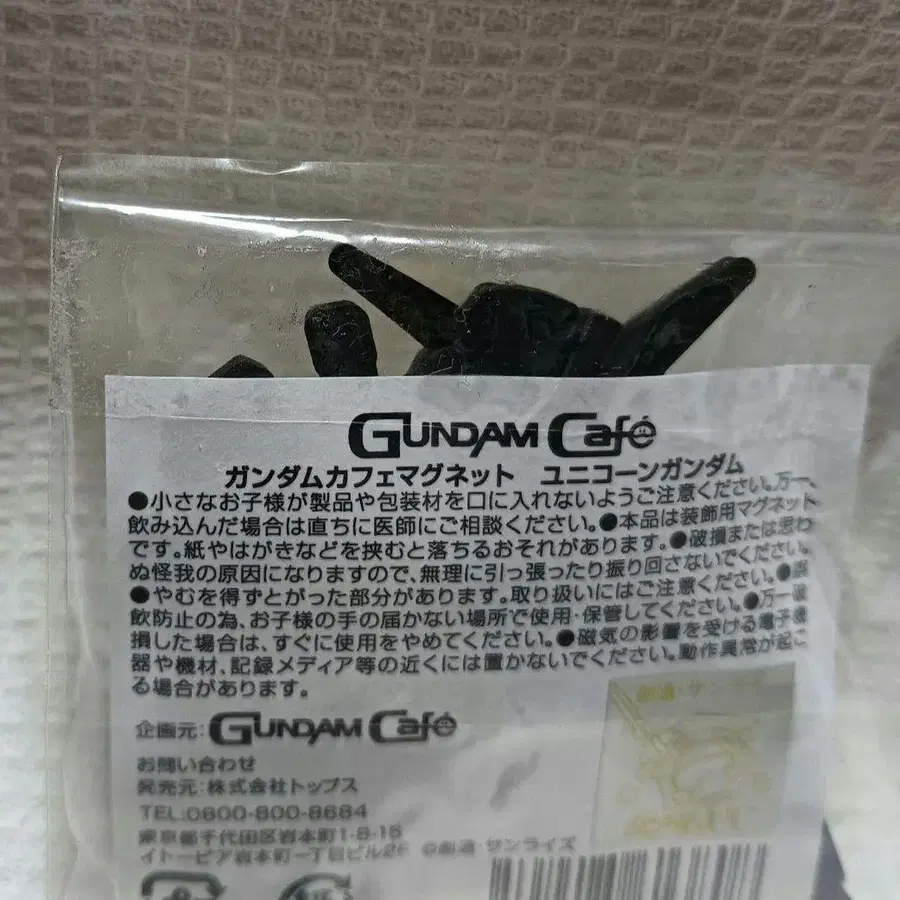 GUNDAM Café
ガンダムカフェマグネット ユニコーンガンダム
●小さなお子様が製品や包装材を口に入れないようご注意ください。万一、
飲み込んだ場合は直ちに医師にご相談ください。●本品は装飾用マグネット
です。紙やはがきなどを挟むと落ちるおそれがあります。●破損または思わ
ぬ怪我の原因になりますので、無理に引っ張ったり振り回さないでください。
●やむを得ずとがった部分があります。取り扱いにはご注意ください。●誤
飲防止の為、お子様の手の届かない場所で使用・保管してください。●万一破
損した場合は、すぐに使用をやめてください。●磁気の影響を受ける電子機
器や機材、記録メディア等の近くには置かないでください。動作異常が起こ
る場合があります。
企画元:GUNDAM Café
お問い合わせ
発売元:株式会社トップス
TEL:0800-800-8684
東京都千代田区岩本町1-8-15
イトーピア岩本町一丁目ビル2F ©創通・サンライズ
創通・サンライズ